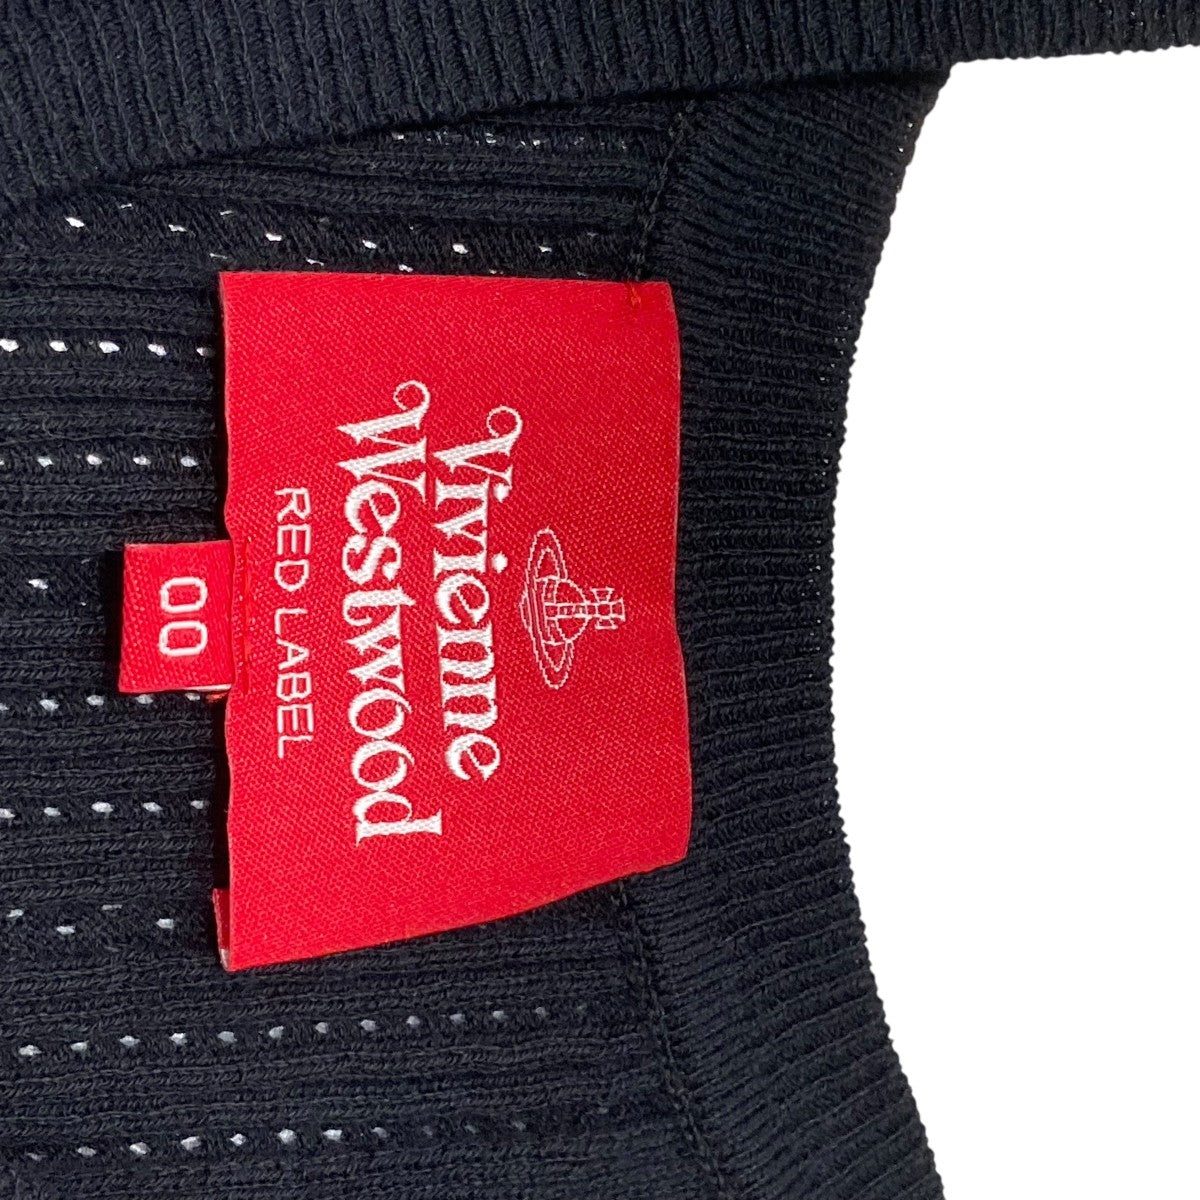 Vivienne
Westwood
RED LABEL
00